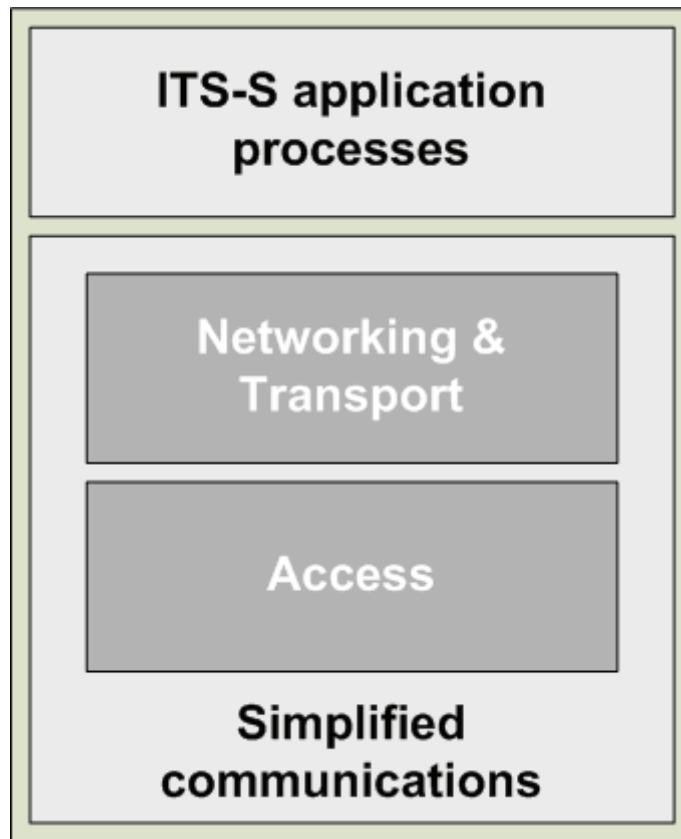 ITS-S application
processes
Networking &
Transport
Access
Simplified
communications